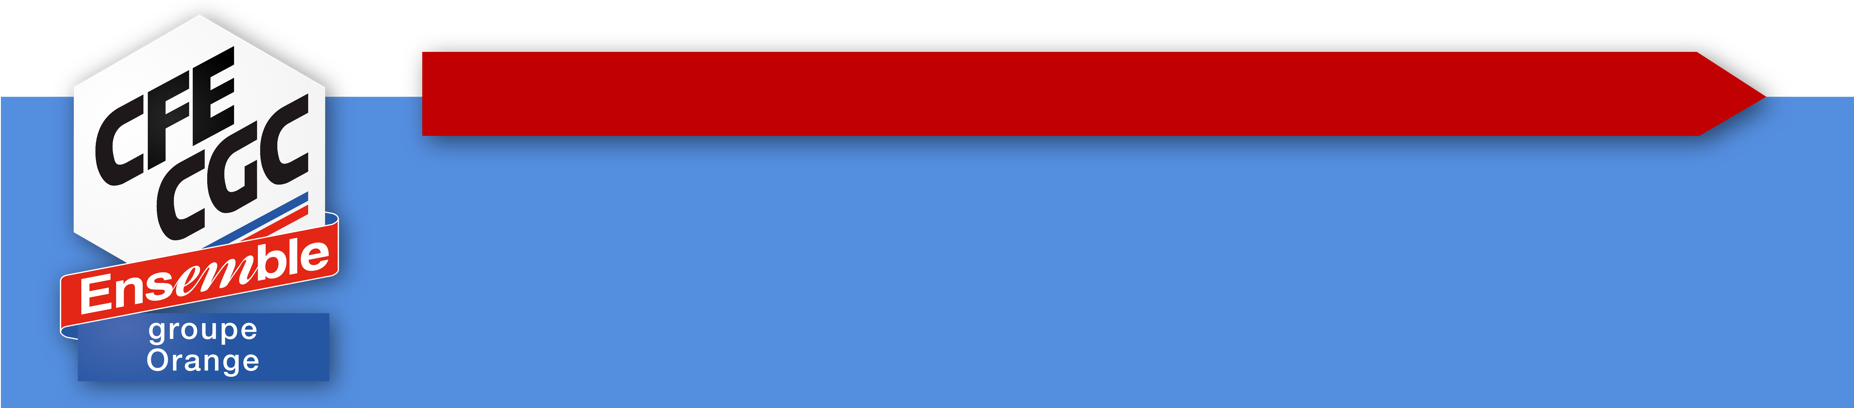 CFE
CGC
Ensemble
groupe
Orange